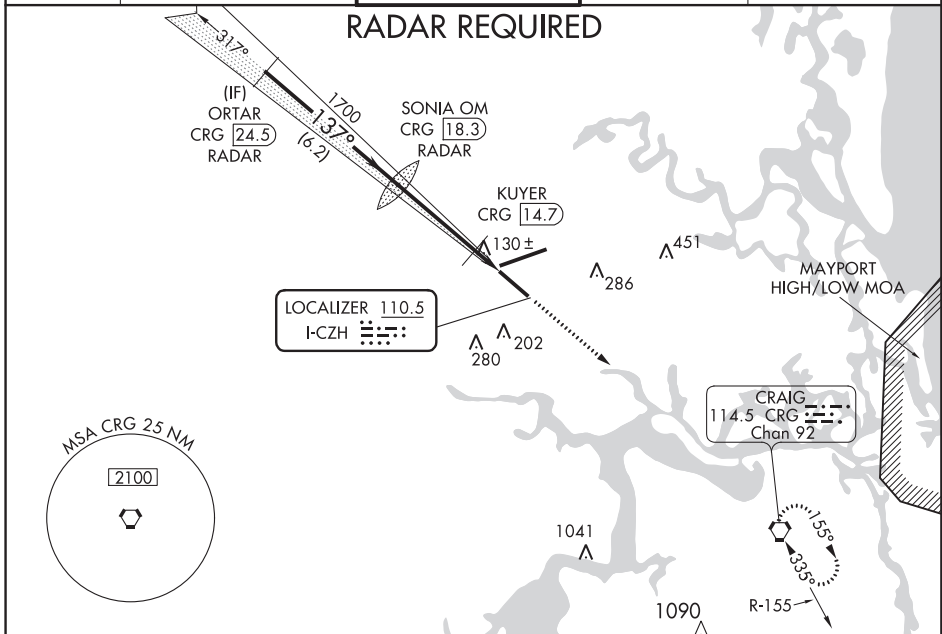 RADAR REQUIRED
317°
(IF)
ORTAR
CRG 24.5
RADAR
1700
137°
(6.2)
SONIA OM
CRG 18.3
RADAR
KUYER
CRG 14.7
130 ±
451
286
MAYPORT
HIGH/LOW MOA
LOCALIZER 110.5
I-CZH
202
280
CRAIG
114.5 CRG
Chan 92
MSA CRG 25 NM
2100
155°
335°
1041
R-155
1090